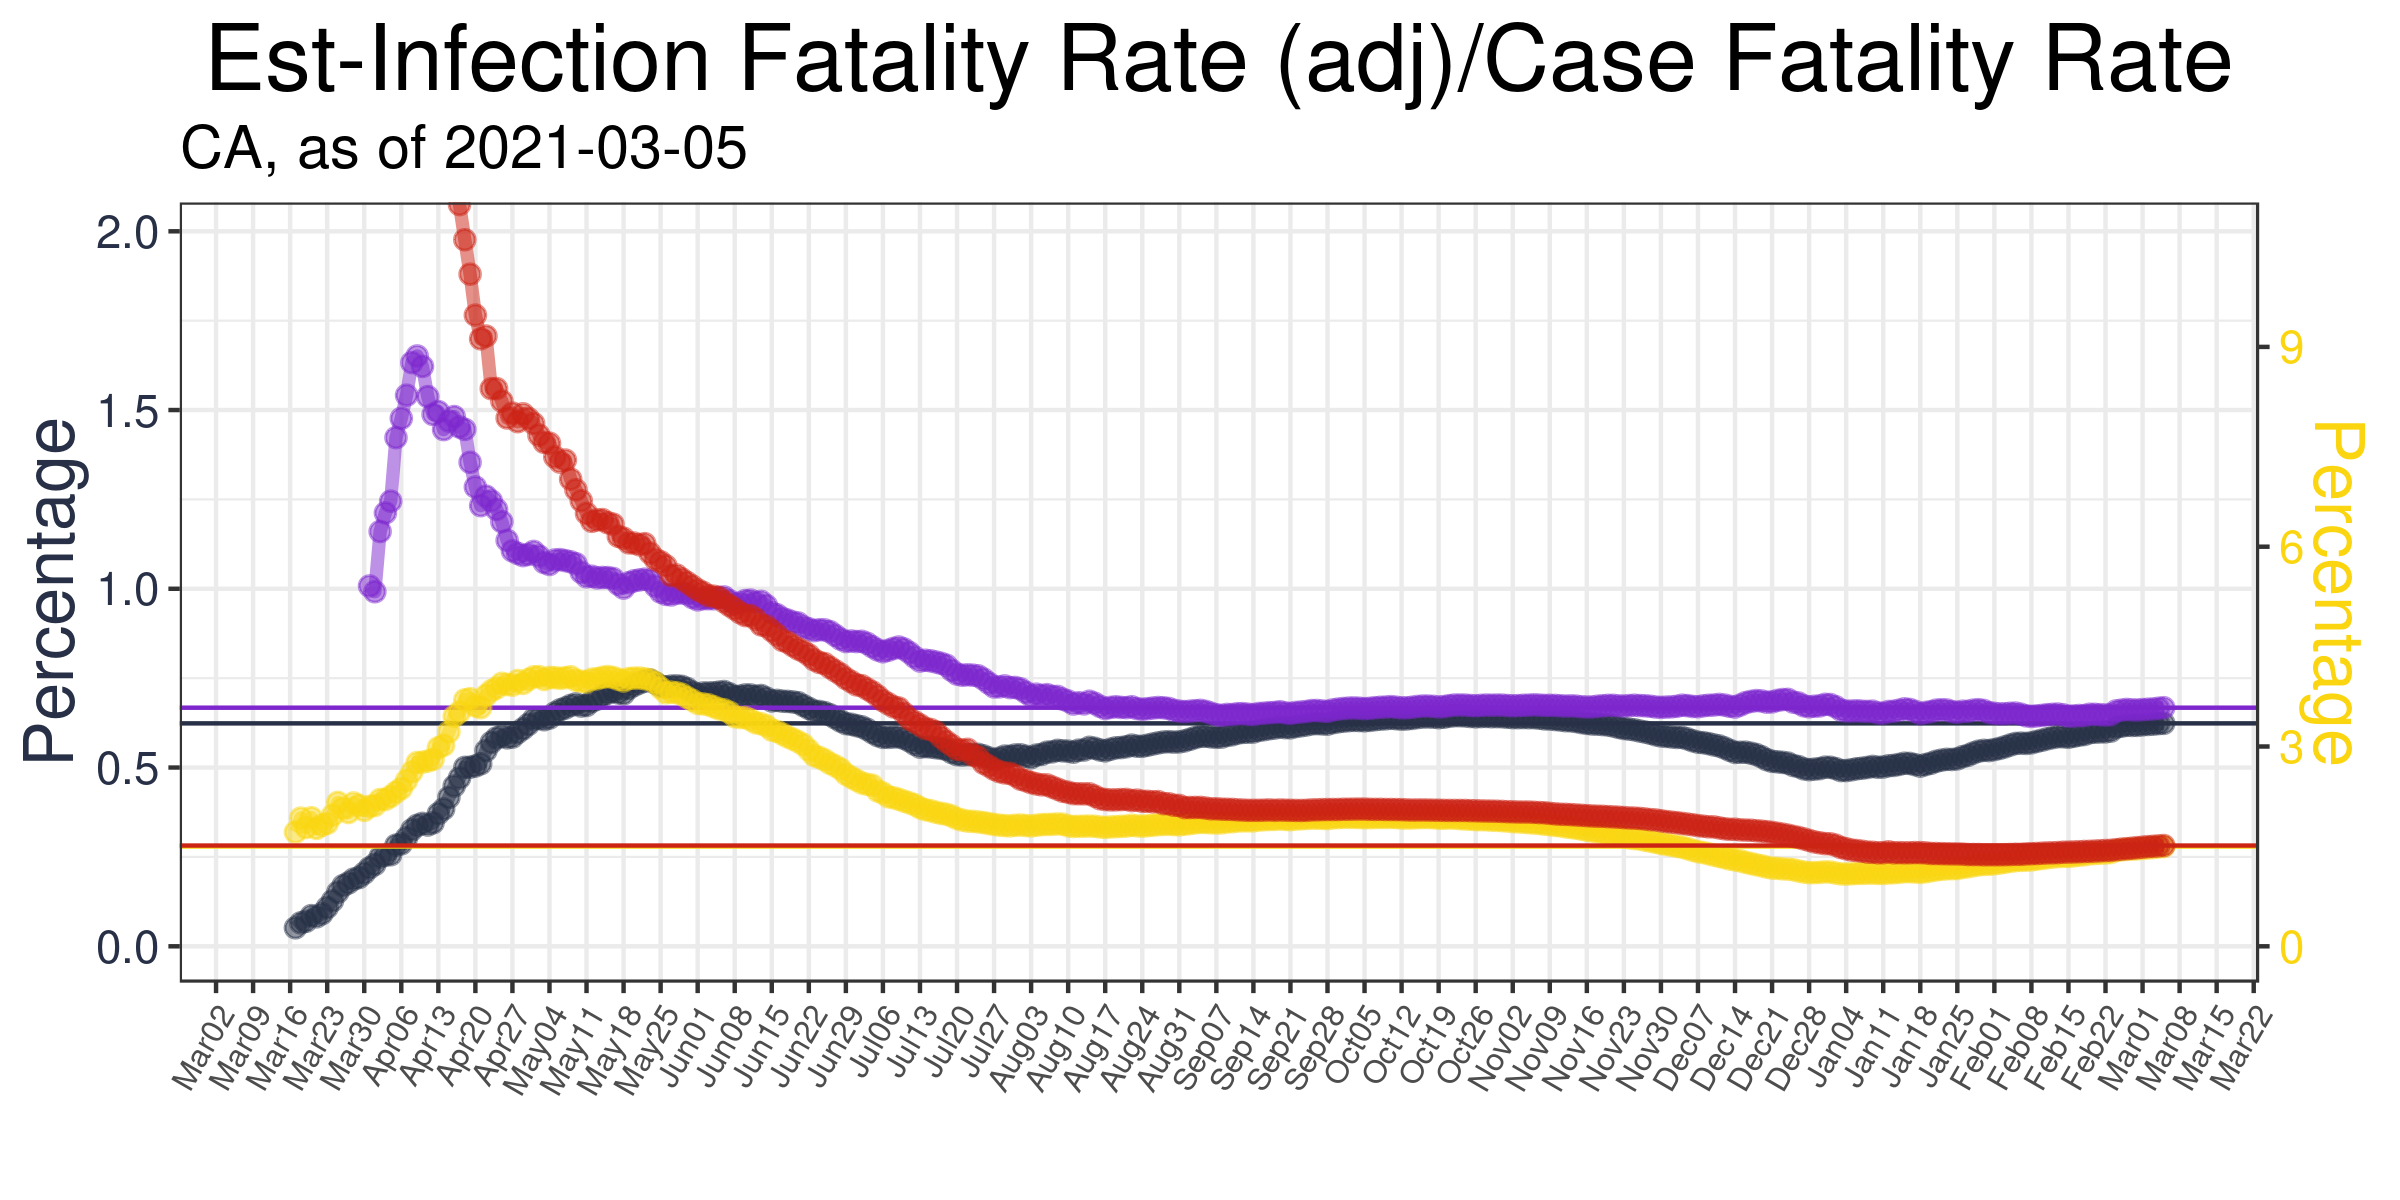 Est-Infection Fatality Rate (adj)/Case Fatality Rate
CA, as of 2021-03-05
Percentage
2.0
1.5
1.0
0.5
0.0
9
6
3
0
Percentage
Mar02
Mar09
Mar16
Mar23
Mar30
Apr06
Apr13
Apr20
Apr27
May04
May11
May18
May25
Jun01
Jun08
Jun15
Jun22
Jun29
Jul06
Jul13
Jul20
Jul27
Aug03
Aug10
Aug17
Aug24
Aug31
Sep07
Sep14
Sep21
Sep28
Oct05
Oct12
Oct19
Oct26
Nov02
Nov09
Nov16
Nov23
Nov30
Dec07
Dec14
Dec21
Dec28
Jan04
Jan11
Jan18
Jan25
Feb01
Feb08
Feb15
Feb22
Mar01
Mar08
Mar15
Mar22